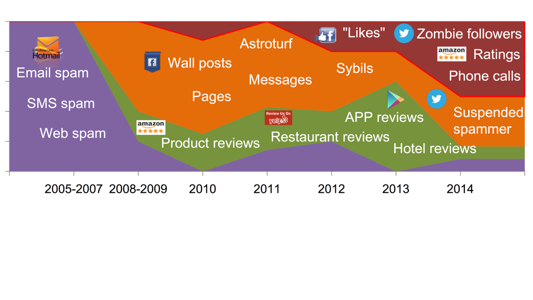 "Likes"
Zombie followers
Astroturf
Hotmail
amazon
Ratings
Wall posts
Sybils
Email spam
Messages
Phone calls
Pages
SMS spam
APP reviews
Suspended
spammer
Review Us On
yelp
amazon
Web spam
Product reviews
Restaurant reviews
Hotel reviews
2005-2007 2008-2009 2010 2011 2012 2013 2014